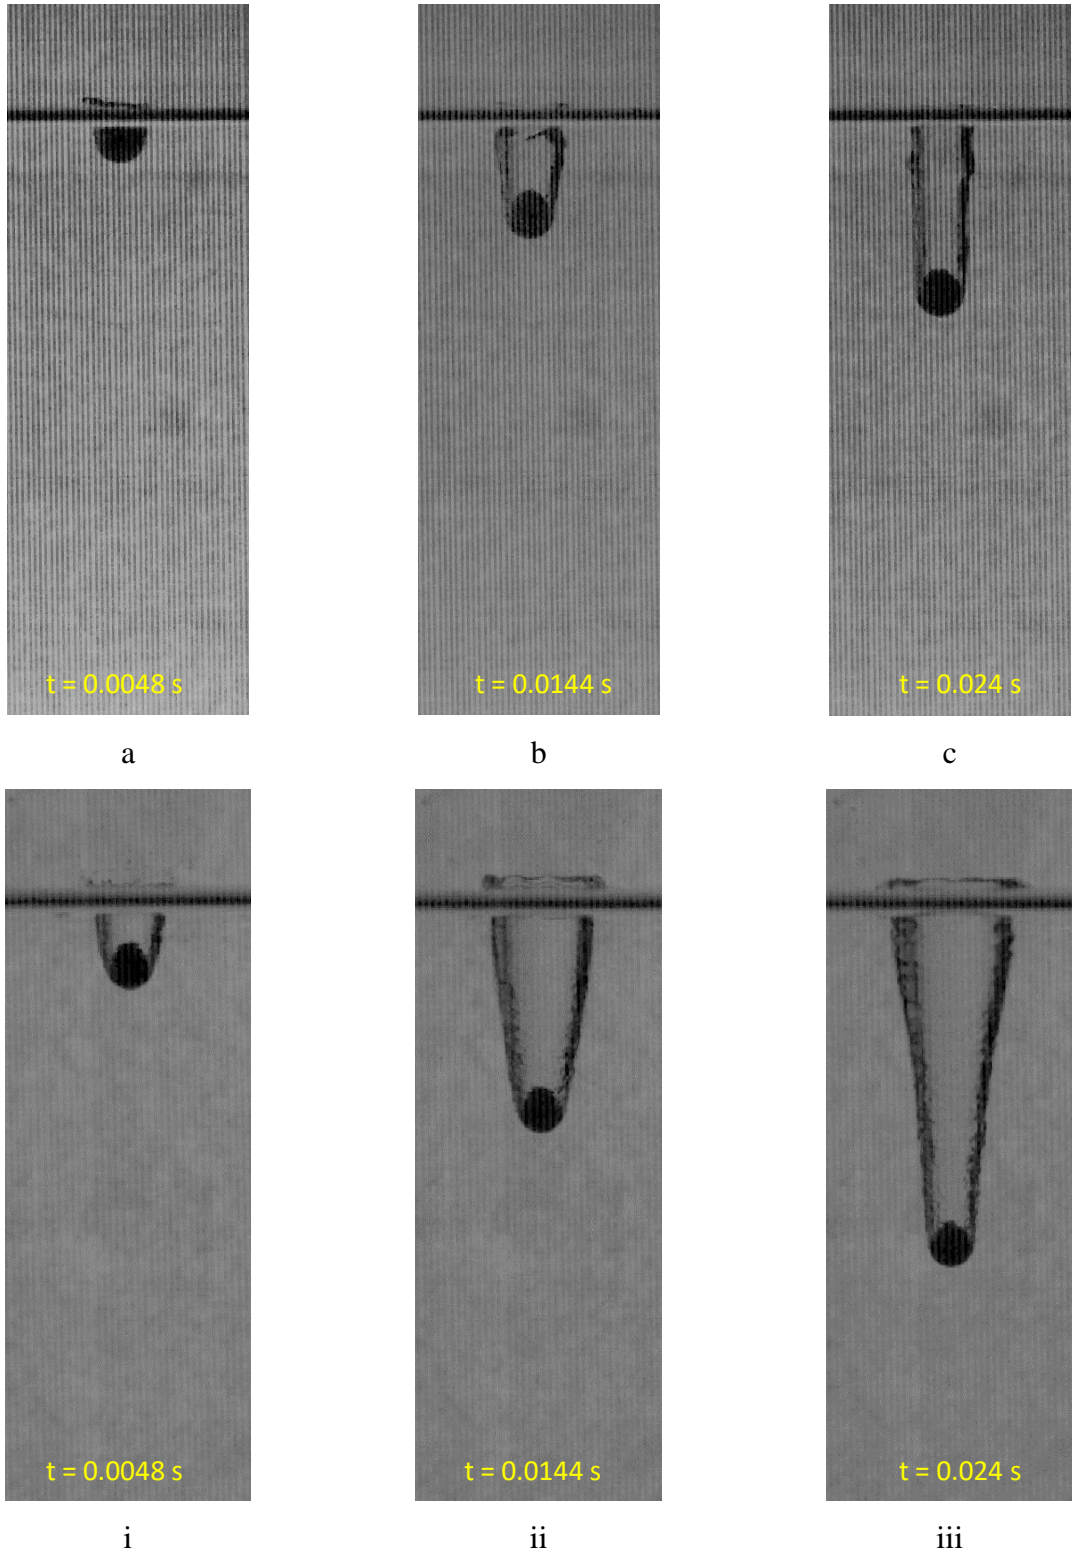 t = 0.0048 s
t = 0.0144 s
t = 0.024 s
a
b
c
t = 0.0048 s
t = 0.0144 s
t = 0.024 s
i
ii
iii